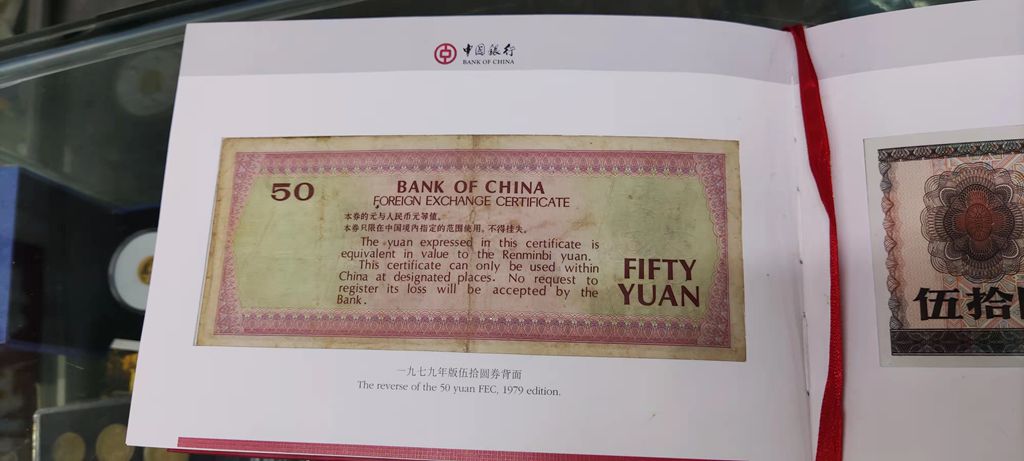 中国银行
BANK OF CHINA
50
BANK OF CHINA
FOREIGN EXCHANGE CERTIFICATE
本券的元与人民币元等值。
本券只限在中国境内指定的范围使用，不得挂失。
The yuan expressed in this certificate is
equivalent in value to the Renminbi yuan.
This certificate can only be used within
China at designated places. No request to
register its loss will be accepted by the
Bank.
FIFTY
YUAN
一九七九年版伍拾圆券背面
The reverse of the 50 yuan FEC, 1979 edition.
伍拾